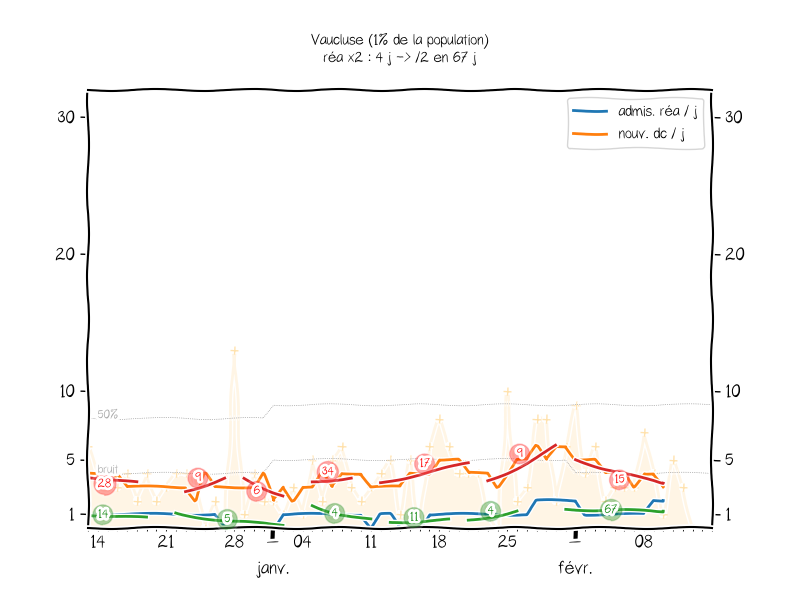 Vaucluse (1% de la population)
réa x2 : 4 j -> /2 en 67 j
admis. réa / j
nouv. dc / j
30 30
20 20
10 10
50%
5 5
bruit
1 1
28 9 6 34 17 9 15
14 5 4 11 4 67
14 21 28 04 11 18 25 08
janv. févr.